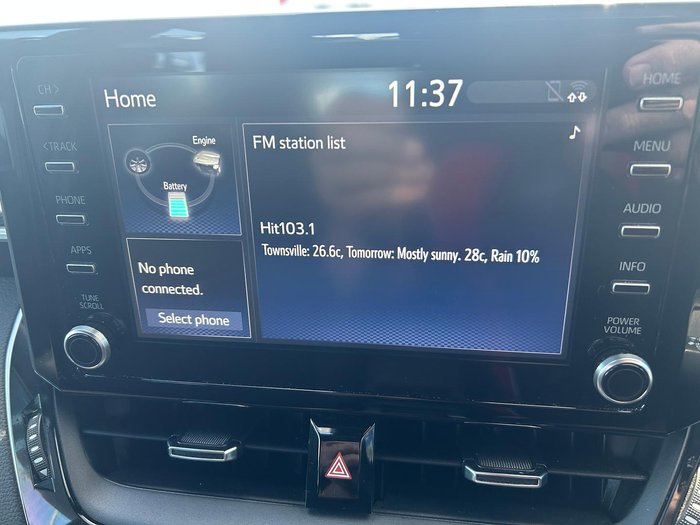 Home
11:37
CH >
< TRACK
PHONE
APPS
TUNE
SCROLL
Engine
Battery
No phone
connected.
Select phone
FM station list
Hit103.1
Townsville: 26.6c, Tomorrow: Mostly sunny. 28c, Rain 10%
HOME
MENU
AUDIO
INFO
POWER
VOLUME